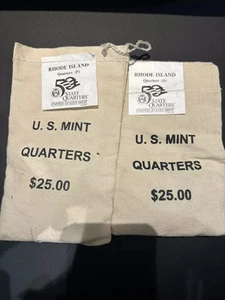 RHODE ISLAND
Quarters (P)
50
STATE
QUARTERS
UNITED STATES MINT
U. S. MINT
QUARTERS
$25.00
RHODE ISLAND
Quarters (P)
50
STATE
QUARTERS
UNITED STATES MINT
U. S. MINT
QUARTERS
$25.00